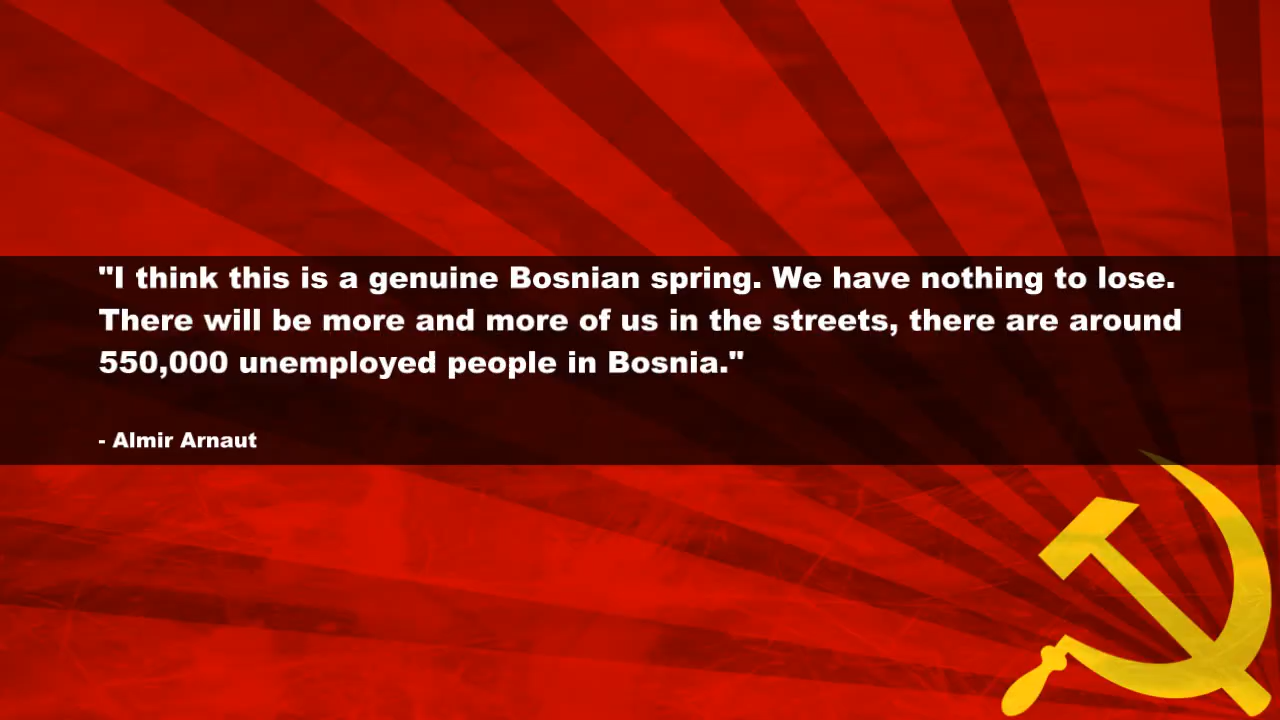 "I think this is a genuine Bosnian spring. We have nothing to lose.
There will be more and more of us in the streets, there are around
550,000 unemployed people in Bosnia."
- Almir Arnaut